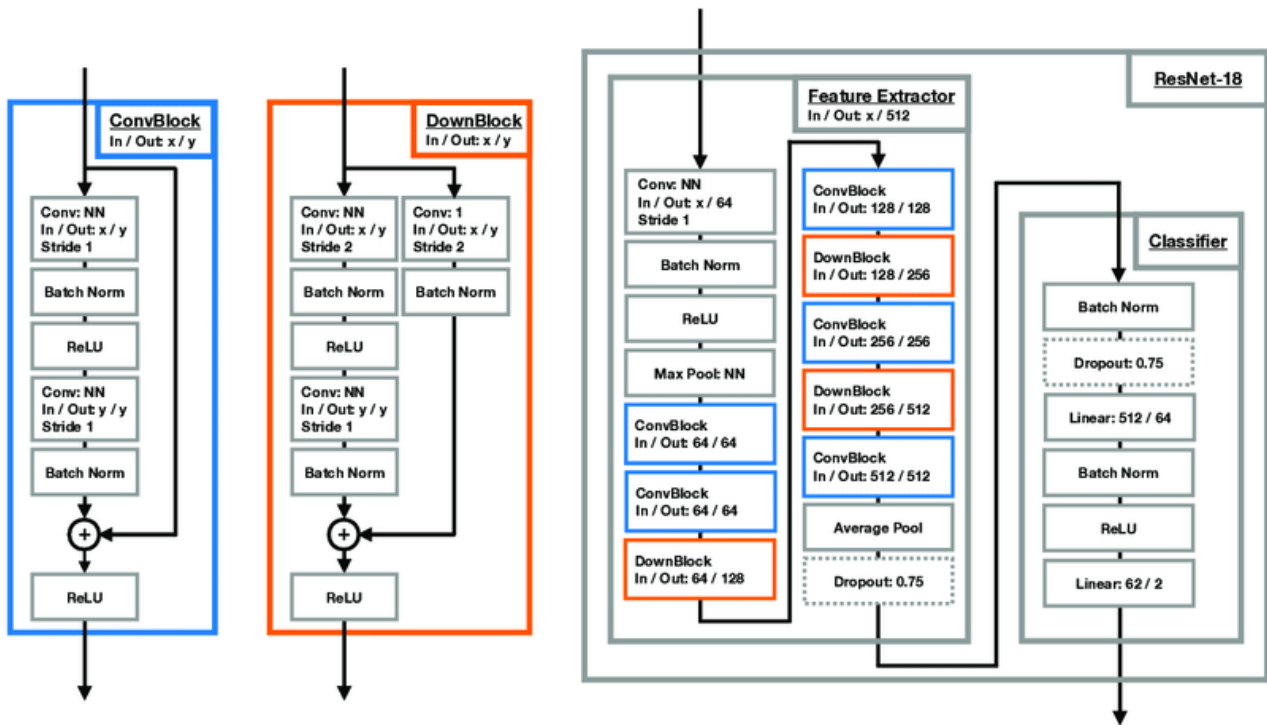 ConvBlock
In / Out: x / y
Conv: NN
In / Out: x / y
Stride 1
Batch Norm
ReLU
Conv: NN
In / Out: y / y
Stride 1
Batch Norm
+
ReLU
DownBlock
In / Out: x / y
Conv: NN
In / Out: x / y
Stride 2
Batch Norm
ReLU
Conv: NN
In / Out: y / y
Stride 1
Batch Norm
Conv: 1
In / Out: x / y
Stride 2
Batch Norm
+
ReLU
ResNet-18
Feature Extractor
In / Out: x / 512
Conv: NN
In / Out: x / 64
Stride 1
Batch Norm
ReLU
Max Pool: NN
ConvBlock
In / Out: 64 / 64
ConvBlock
In / Out: 64 / 64
DownBlock
In / Out: 64 / 128
ConvBlock
In / Out: 128 / 128
DownBlock
In / Out: 128 / 256
ConvBlock
In / Out: 256 / 256
DownBlock
In / Out: 256 / 512
ConvBlock
In / Out: 512 / 512
Average Pool
Dropout: 0.75
Classifier
Batch Norm
Dropout: 0.75
Linear: 512 / 64
Batch Norm
ReLU
Linear: 62 / 2